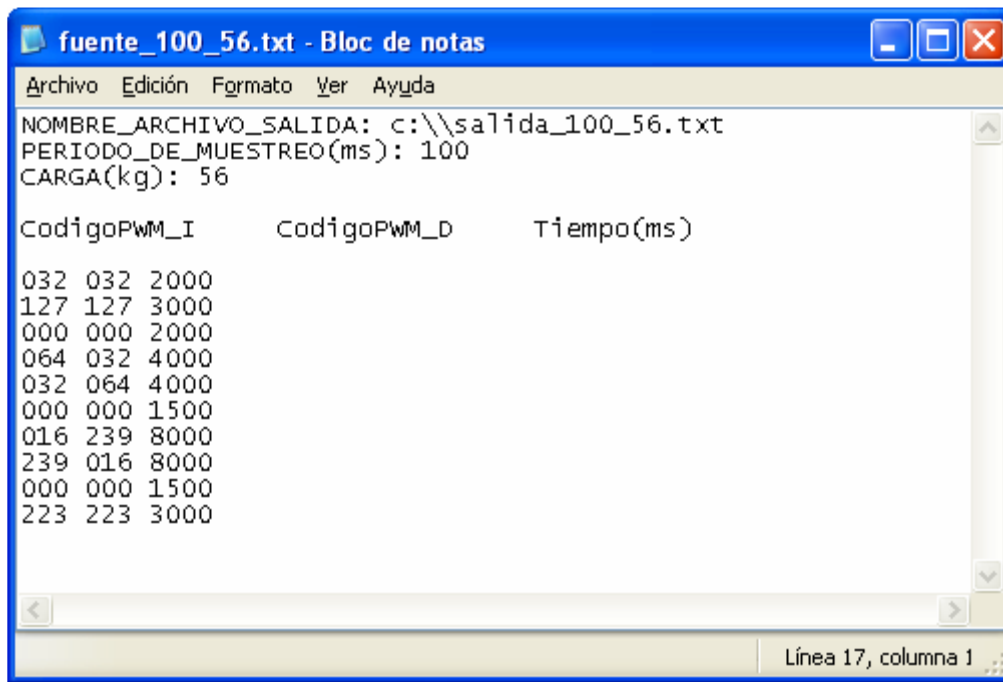 fuente_100_56.txt - Bloc de notas
Archivo Edición Formato Ver Ayuda
NOMBRE_ARCHIVO_SALIDA: c:\\salida_100_56.txt
PERIODO_DE_MUESTREO(ms): 100
CARGA(kg): 56
CodigoPWM_I CodigoPWM_D Tiempo(ms)
032 032 2000
127 127 3000
000 000 2000
064 032 4000
032 064 4000
000 000 1500
016 239 8000
239 016 8000
000 000 1500
223 223 3000
Línea 17, columna 1